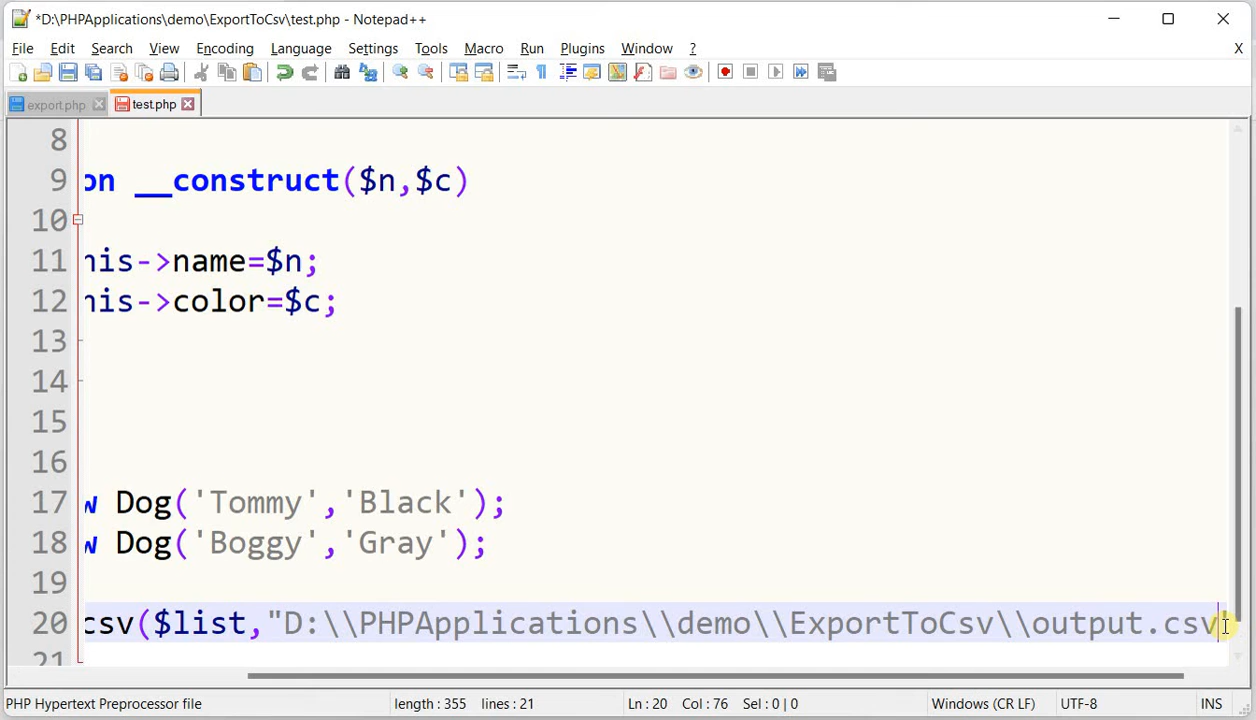 *D:\PHPApplications\demo\ExportToCsv\test.php - Notepad++
File Edit Search View Encoding Language Settings Tools Macro Run Plugins Window ? X
export.php test.php
8
9 on __construct($n,$c)
10
11 his->name=$n;
12 his->color=$c;
13
14
15
16
17 w Dog('Tommy','Black');
18 w Dog('Boggy','Gray');
19
20 csv($list,"D:\\PHPApplications\\demo\\ExportToCsv\\output.csv
21
PHP Hypertext Preprocessor file length : 355 lines : 21 Ln : 20 Col : 76 Sel : 0 | 0 Windows (CR LF) UTF-8 INS